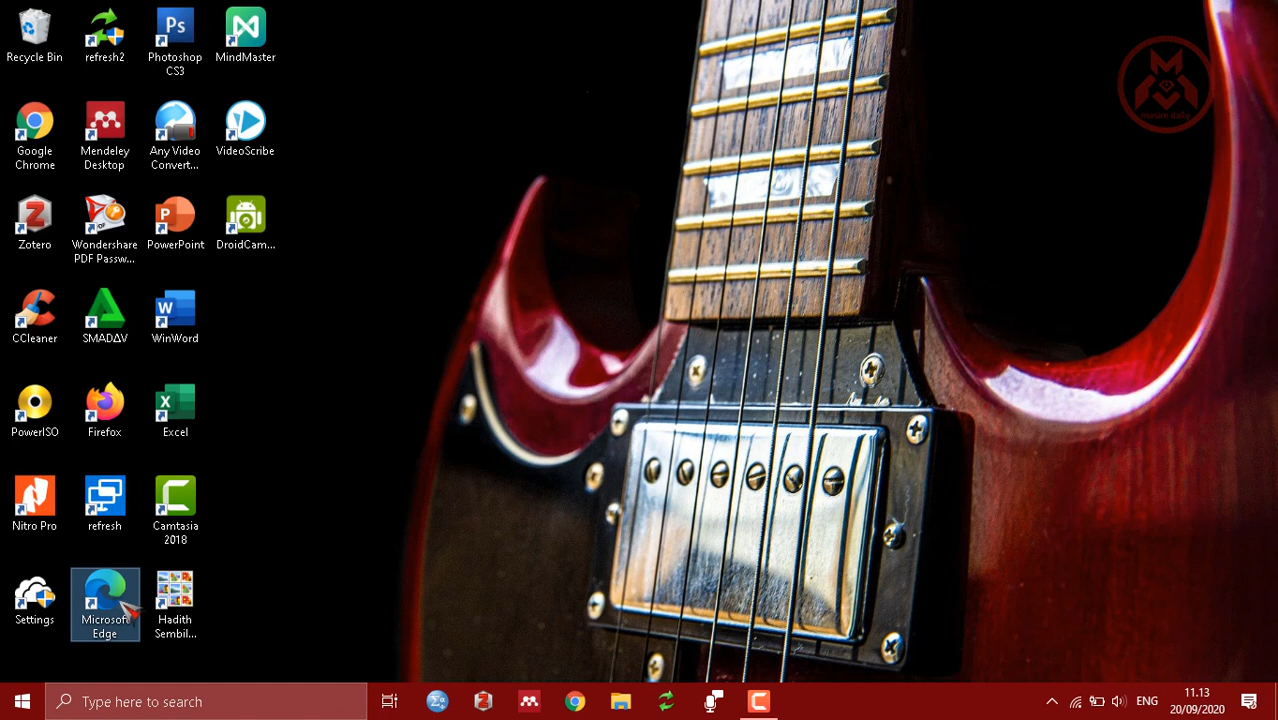 Recycle Bin
refresh2
Photoshop
CS3
MindMaster
Google
Chrome
Mendeley
Desktop
Any Video
Convert...
VideoScribe
Zotero
Wondershare
PDF Passw...
PowerPoint
DroidCam...
CCleaner
SMADΔV
WinWord
PowerISO
Firefox
Excel
Nitro Pro
refresh
Camtasia
2018
Settings
Microsoft
Edge
Hadith
Sembil...
Type here to search
ENG
11.13
20/09/2020